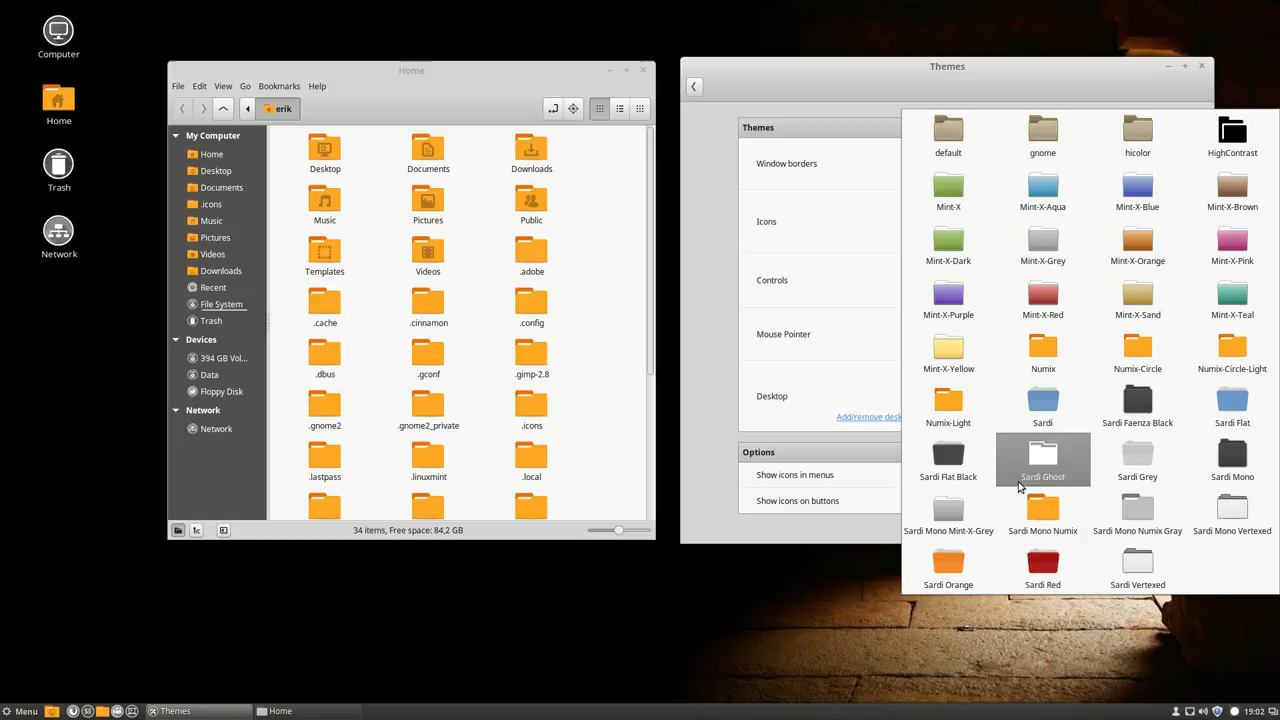 Computer
Home
Trash
Network
Home
File Edit View Go Bookmarks Help
erik
My Computer
Home
Desktop
Documents
.icons
Music
Pictures
Videos
Downloads
Recent
File System
Trash
Devices
394 GB Vol...
Data
Floppy Disk
Network
Network
Desktop Documents Downloads
Music Pictures Public
Templates Videos .adobe
.cache .cinnamon .config
.dbus .gconf .gimp-2.8
.gnome2 .gnome2_private .icons
.lastpass .linuxmint .local
34 items, Free space: 84,2 GB
Themes
Themes
Window borders
Icons
Controls
Mouse Pointer
Desktop
Add/remove desk
Options
Show icons in menus
Show icons on buttons
default gnome hicolor HighContrast
Mint-X Mint-X-Aqua Mint-X-Blue Mint-X-Brown
Mint-X-Dark Mint-X-Grey Mint-X-Orange Mint-X-Pink
Mint-X-Purple Mint-X-Red Mint-X-Sand Mint-X-Teal
Mint-X-Yellow Numix Numix-Circle Numix-Circle-Light
Numix-Light Sardi Sardi Faenza Black Sardi Flat
Sardi Flat Black Sardi Ghost Sardi Grey Sardi Mono
Sardi Mono Mint-X-Grey Sardi Mono Numix Sardi Mono Numix Gray Sardi Mono Vertexed
Sardi Orange Sardi Red Sardi Vertexed
Menu Themes Home 19:02